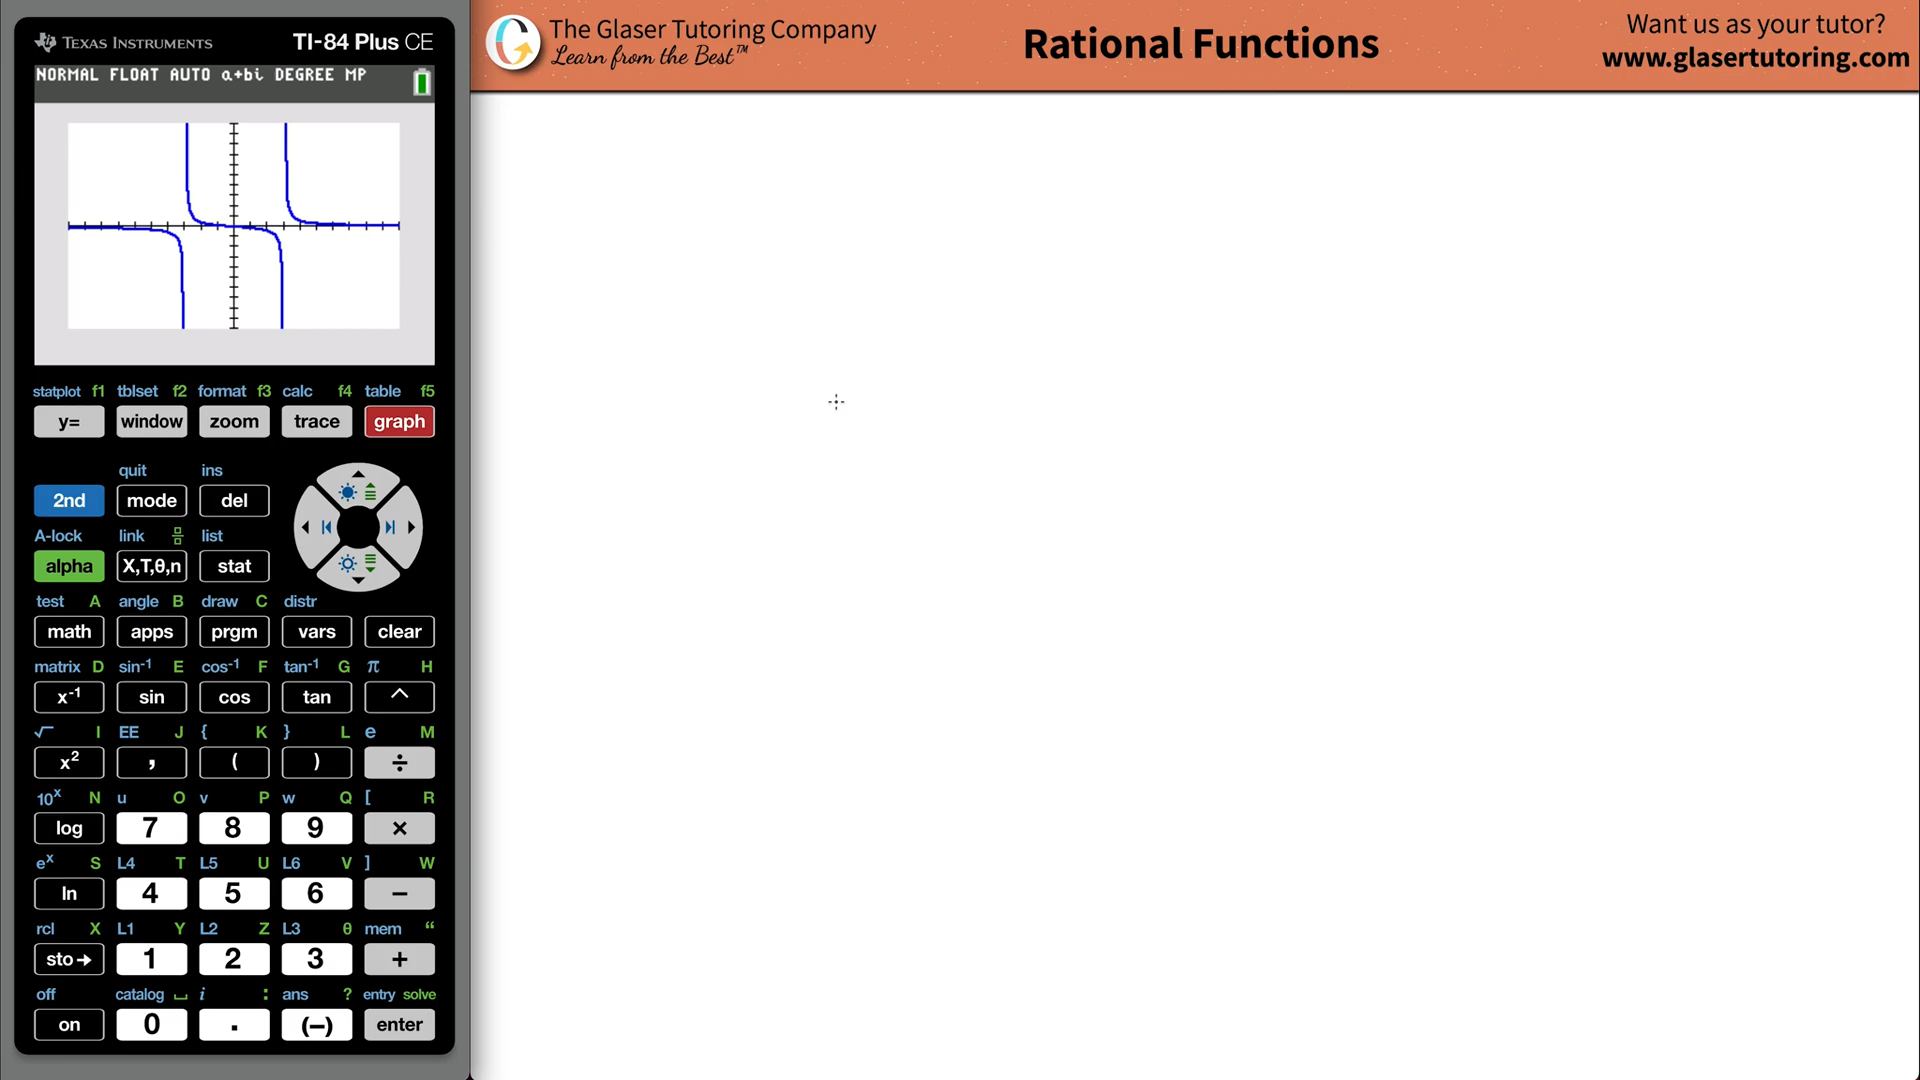 TEXAS INSTRUMENTS TI-84 Plus CE
NORMAL FLOAT AUTO a+bi DEGREE MP
The Glaser Tutoring Company
Learn from the Best™
Rational Functions
Want us as your tutor?
www.glasertutoring.com
statplot f1 tblset f2 format f3 calc f4 table f5
y= window zoom trace graph
quit ins
2nd mode del
A-lock link list
alpha X,T,θ,n stat
test A angle B draw C distr
math apps prgm vars clear
matrix D sin-1 E cos-1 F tan-1 G π H
x-1 sin cos tan ^
√ I EE J { K } L e M
x2 , ( ) ÷
10x N u O v P w Q [ R
log 7 8 9 ×
ex S L4 T L5 U L6 V ] W
ln 4 5 6 −
rcl X L1 Y L2 Z L3 θ mem “
sto→ 1 2 3 +
off catalog ⎵ i : ans ? entry solve
on 0 . (−) enter